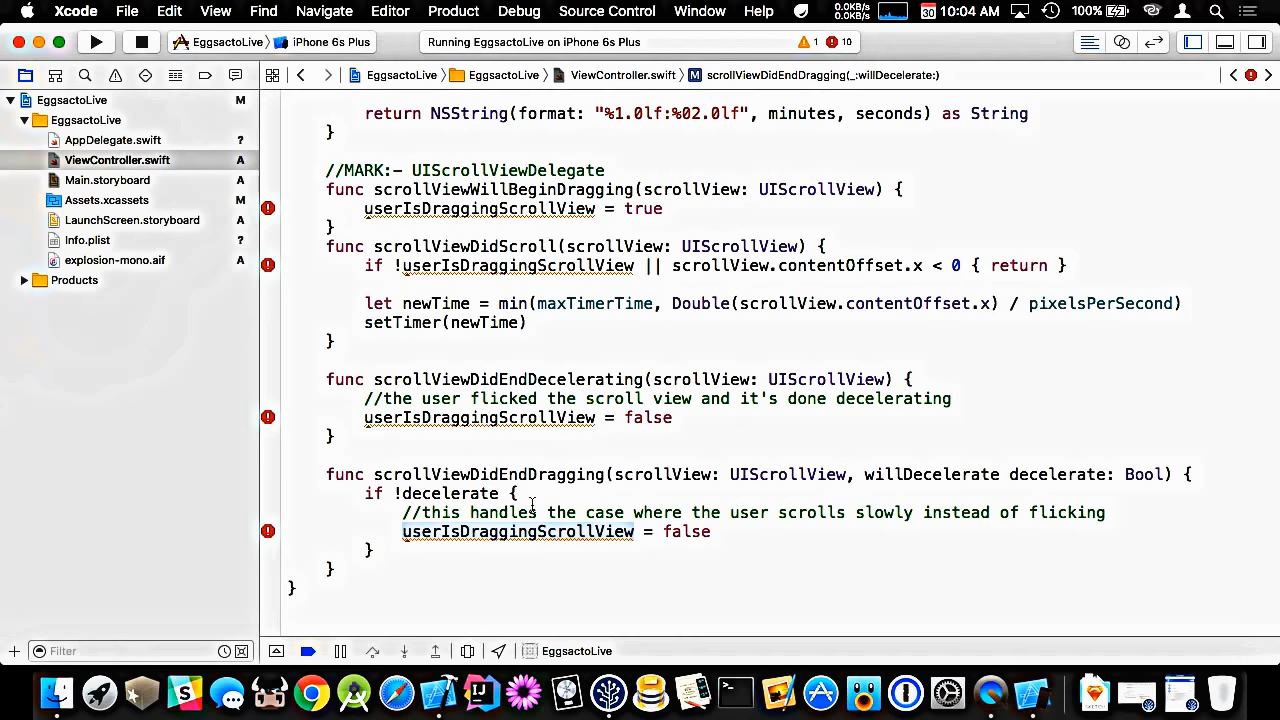 Xcode File Edit View Find Navigate Editor Product Debug Source Control Window Help 0.0KB/s 0.0KB/s 30 10:04 AM 100%
EggsactoLive iPhone 6s Plus Running EggsactoLive on iPhone 6s Plus 1 10
EggsactoLive EggsactoLive ViewController.swift M scrollViewDidEndDragging(_:willDecelerate:)
EggsactoLive M
EggsactoLive
AppDelegate.swift ?
ViewController.swift A
Main.storyboard A
Assets.xcassets M
LaunchScreen.storyboard A
Info.plist ?
explosion-mono.aif A
Products
return NSString(format: "%1.0lf:%02.0lf", minutes, seconds) as String
}
//MARK:- UIScrollViewDelegate
func scrollViewWillBeginDragging(scrollView: UIScrollView) {
userIsDraggingScrollView = true
}
func scrollViewDidScroll(scrollView: UIScrollView) {
if !userIsDraggingScrollView || scrollView.contentOffset.x < 0 { return }
let newTime = min(maxTimerTime, Double(scrollView.contentOffset.x) / pixelsPerSecond)
setTimer(newTime)
}
func scrollViewDidEndDecelerating(scrollView: UIScrollView) {
//the user flicked the scroll view and it's done decelerating
userIsDraggingScrollView = false
}
func scrollViewDidEndDragging(scrollView: UIScrollView, willDecelerate decelerate: Bool) {
if !decelerate {
//this handles the case where the user scrolls slowly instead of flicking
userIsDraggingScrollView = false
}
}
}
Filter
EggsactoLive